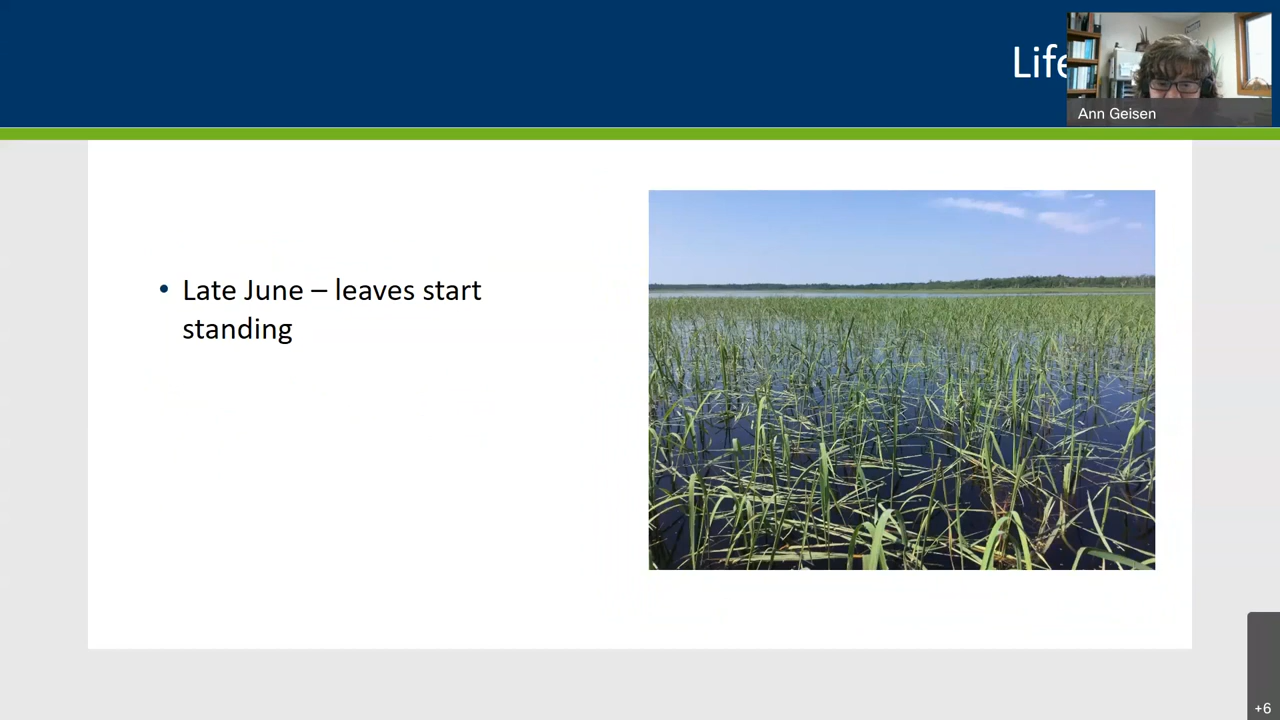 Life
Ann Geisen
• Late June – leaves start
standing
+6